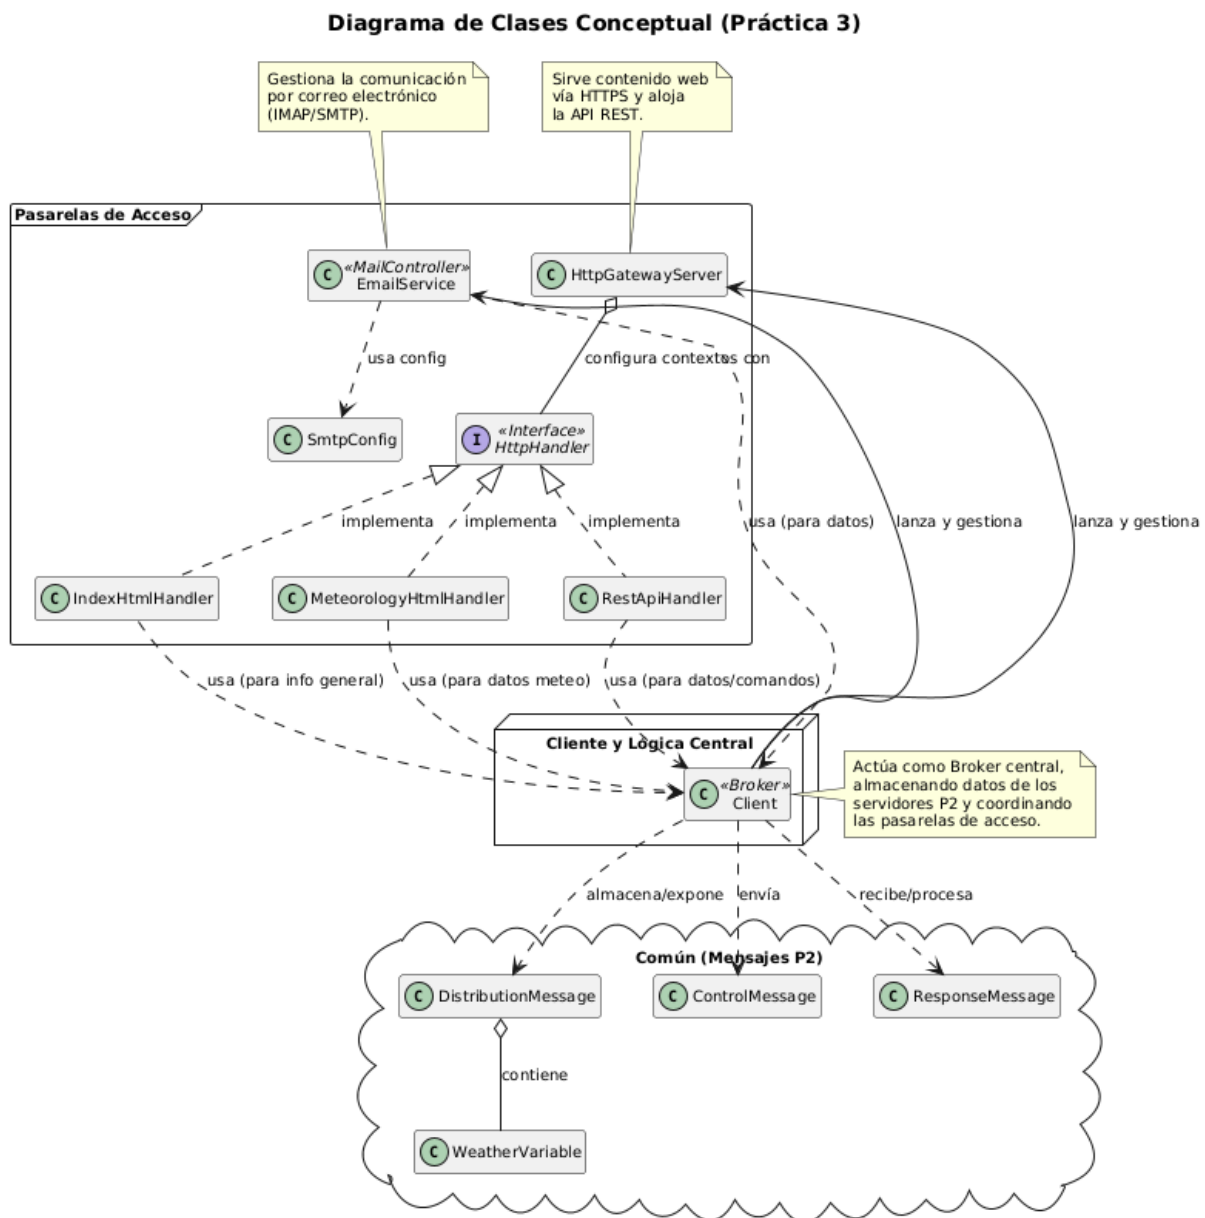 Diagrama de Clases Conceptual (Práctica 3)
Gestiona la comunicación
por correo electrónico
(IMAP/SMTP).
Sirve contenido web
vía HTTPS y aloja
la API REST.
Pasarelas de Acceso
C
«MailController»
EmailService
C
HttpGatewayServer
usa config
configura contextos con
C
SmtpConfig
I
«Interface»
HttpHandler
implementa
implementa
implementa
usa (para datos)
lanza y gestiona
lanza y gestiona
C
IndexHtmlHandler
C
MeteorologyHtmlHandler
C
RestApiHandler
usa (para info general)
usa (para datos meteo)
usa (para datos/comandos)
Cliente y Lógica Central
C
«Broker»
Client
Actúa como Broker central,
almacenando datos de los
servidores P2 y coordinando
las pasarelas de acceso.
almacena/expone
envía
recibe/procesa
Común (Mensajes P2)
C
DistributionMessage
C
ControlMessage
C
ResponseMessage
contiene
C
WeatherVariable